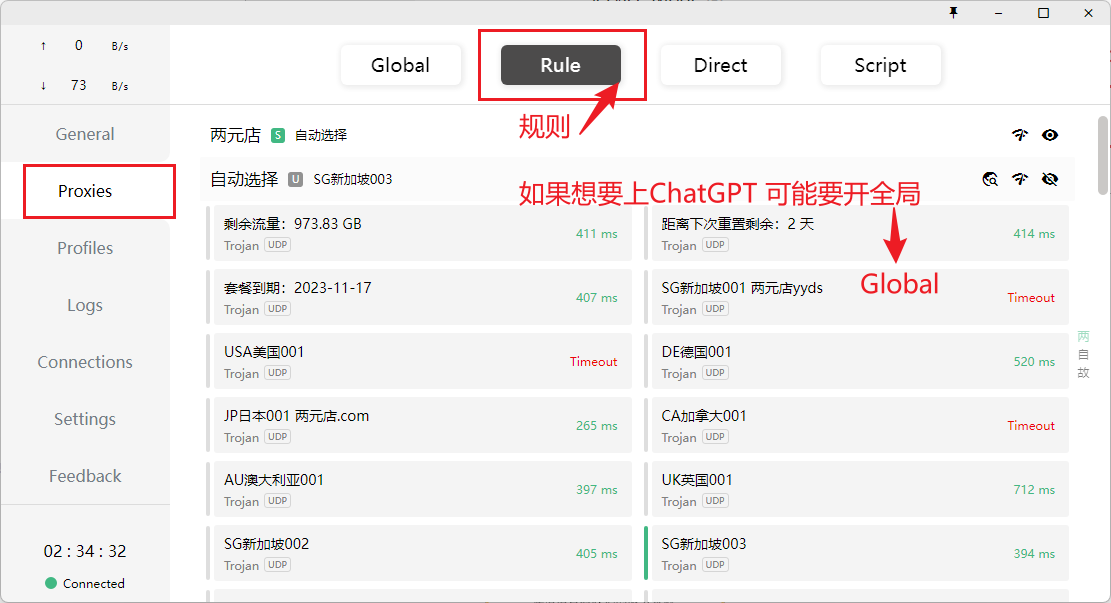 ↑ 0 B/s
↓ 73 B/s
Global Rule Direct Script
规则
General
Proxies
Profiles
Logs
Connections
Settings
Feedback
02 : 34 : 32
Connected
两元店 S 自动选择
自动选择 U SG新加坡003
如果想要上ChatGPT 可能要开全局
Global
剩余流量：973.83 GB
Trojan UDP
411 ms
距离下次重置剩余：2 天
Trojan UDP
414 ms
套餐到期：2023-11-17
Trojan UDP
407 ms
SG新加坡001 两元店yyds
Trojan UDP
Timeout
USA美国001
Trojan UDP
Timeout
DE德国001
Trojan UDP
520 ms
JP日本001 两元店.com
Trojan UDP
265 ms
CA加拿大001
Trojan UDP
Timeout
AU澳大利亚001
Trojan UDP
397 ms
UK英国001
Trojan UDP
712 ms
SG新加坡002
Trojan UDP
405 ms
SG新加坡003
Trojan UDP
394 ms
两
自
故